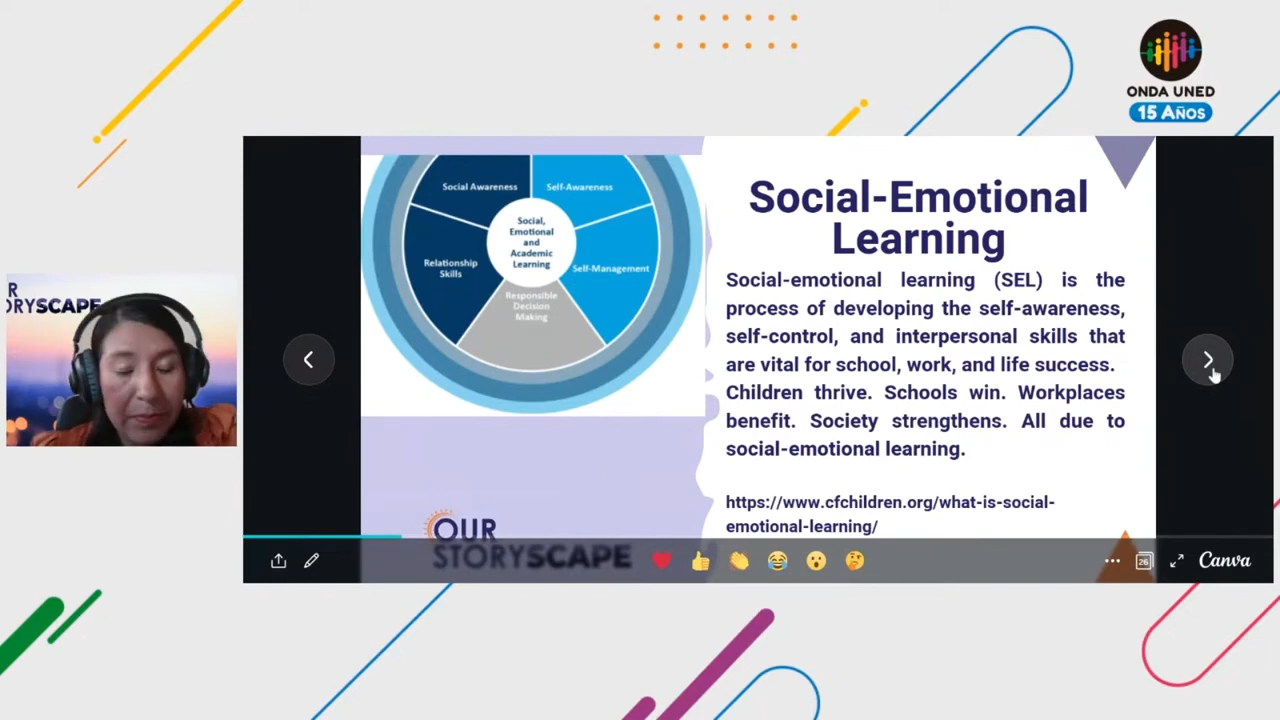 ONDA UNED
15 AÑOS
Social Awareness
Self-Awareness
Social,
Emotional
and
Academic
Learning
Relationship
Skills
Self-Management
Responsible
Decision
Making
Social-Emotional
Learning
Social-emotional learning (SEL) is the
process of developing the self-awareness,
self-control, and interpersonal skills that
are vital for school, work, and life success.
Children thrive. Schools win. Workplaces
benefit. Society strengthens. All due to
social-emotional learning.
https://www.cfchildren.org/what-is-social-
emotional-learning/
R
ORYSCAPE
OUR
STORYSCAPE
26
Canva